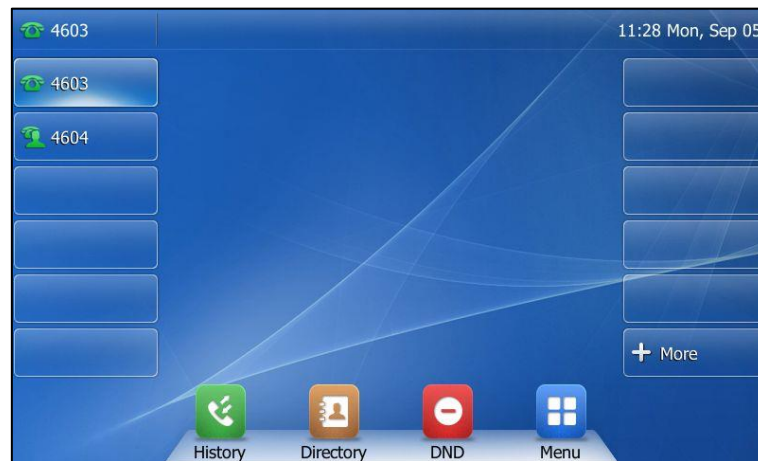 4603
11:28 Mon, Sep 05
4603
4604
More
History
Directory
DND
Menu